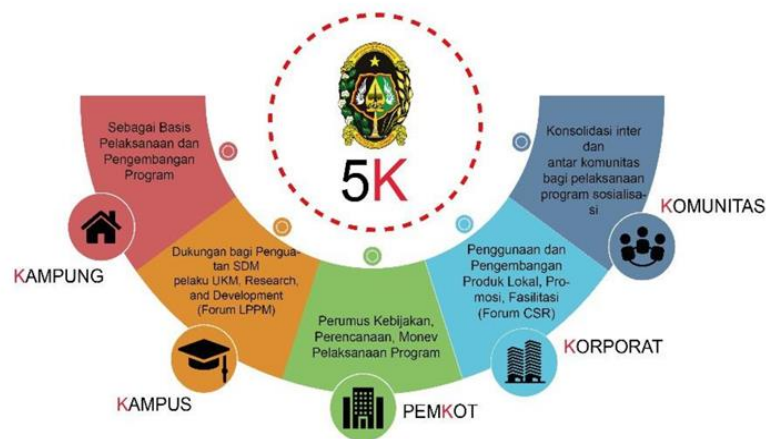 5K
Sebagai Basis
Pelaksanaan dan
Pengembangan
Program
KAMPUNG
Dukungan bagi Pengua-
tan SDM
pelaku UKM, Research,
and Development
(Forum LPPM)
KAMPUS
Perumus Kebijakan,
Perencanaan, Monev
Pelaksanaan Program
PEMKOT
Penggunaan dan
Pengembangan
Produk Lokal, Pro-
mosi, Fasilitasi
(Forum CSR)
KORPORAT
Konsolidasi inter
dan
antar komunitas
bagi pelaksanaan
program sosialisa-
si
KOMUNITAS